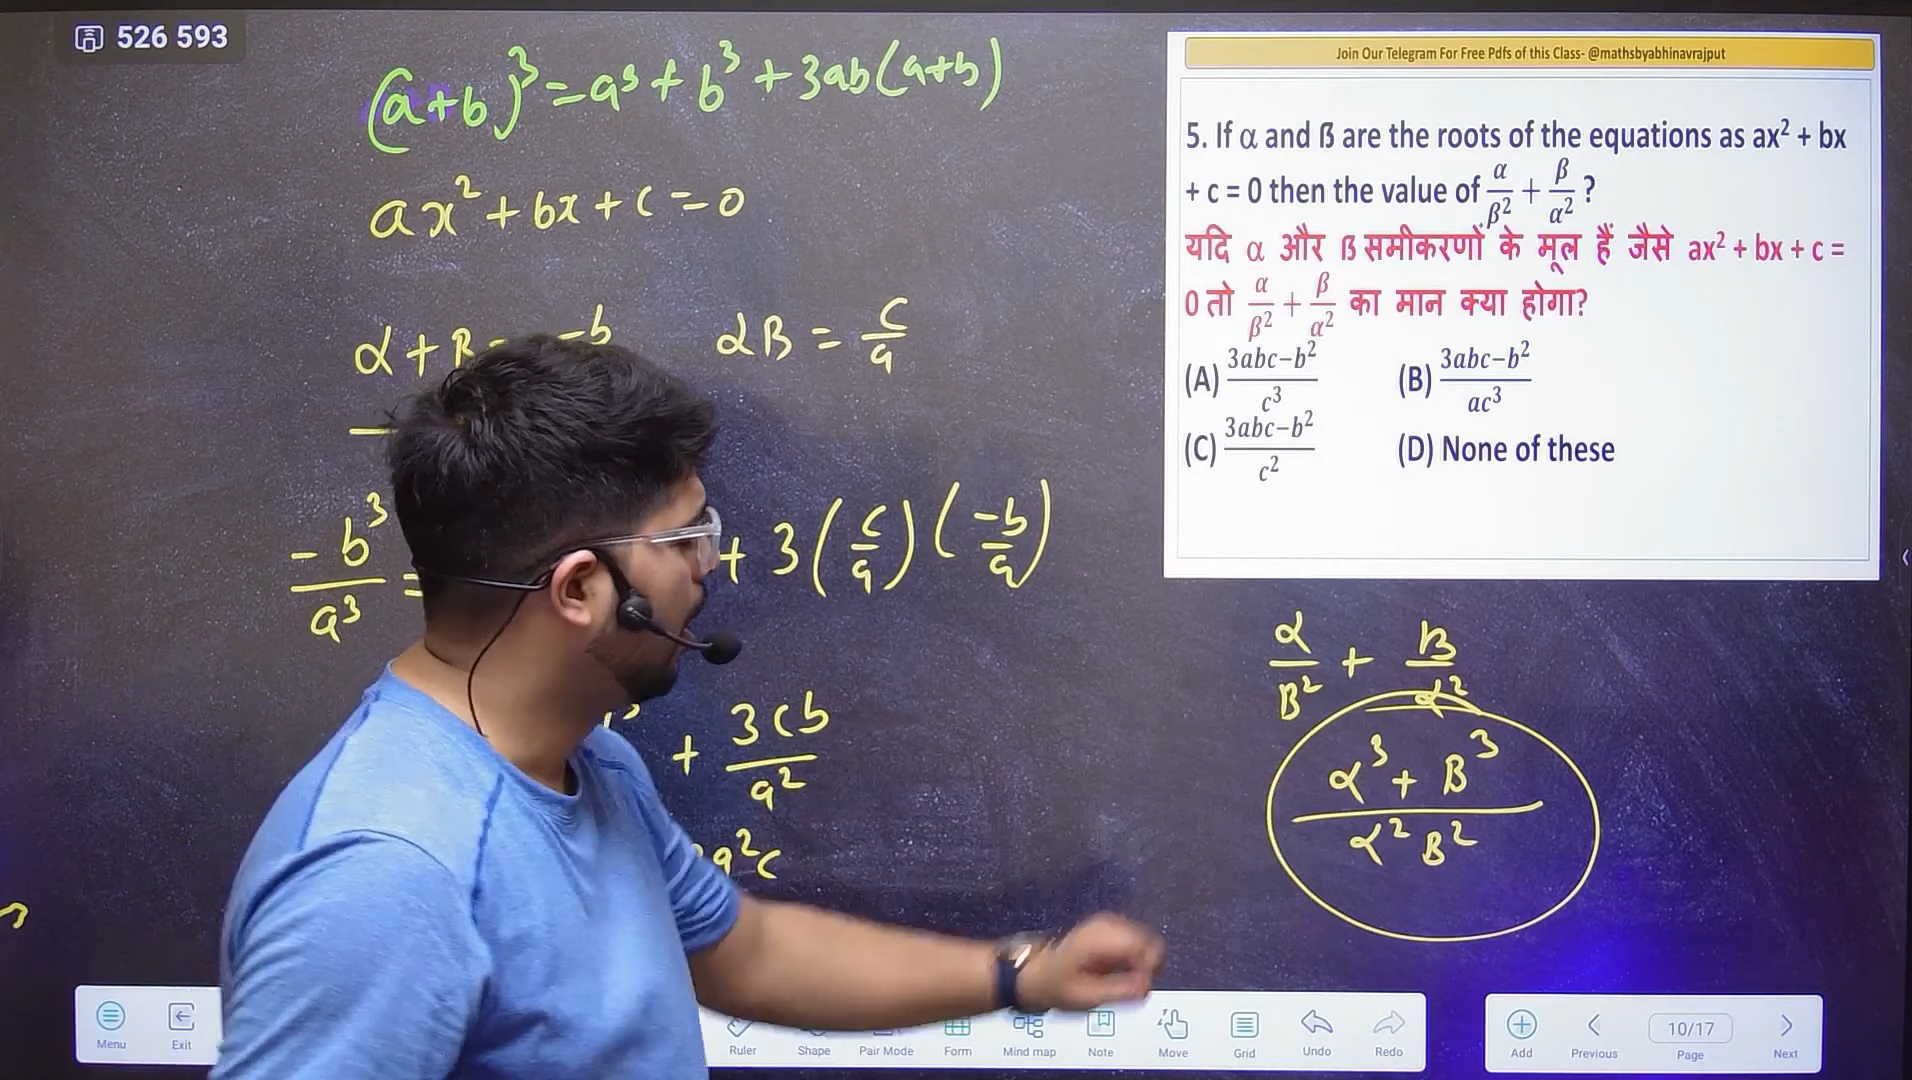 526 593
(a+b)³ = a³ + b³ + 3ab(a+b)
ax² + bx + c = 0
α + β = -b
αβ = c/a
-b³/a³ =
+ 3(c/a)(-b/a)
+ 3cb/a²
a²c
Join Our Telegram For Free Pdfs of this Class- @mathsbyabhinavrajput
5. If α and ß are the roots of the equations as ax² + bx
+ c = 0 then the value of α/β² + β/α² ?
यदि α और ß समीकरणों के मूल हैं जैसे ax² + bx + c =
0 तो α/β² + β/α² का मान क्या होगा?
(A) 3abc−b²/c³ (B) 3abc−b²/ac³
(C) 3abc−b²/c² (D) None of these
α/β² + β/α²
α³ + β³/α²β²
Menu Exit Ruler Shape Pair Mode Form Mind map Note Move Grid Undo Redo
Add Previous 10/17 Page Next